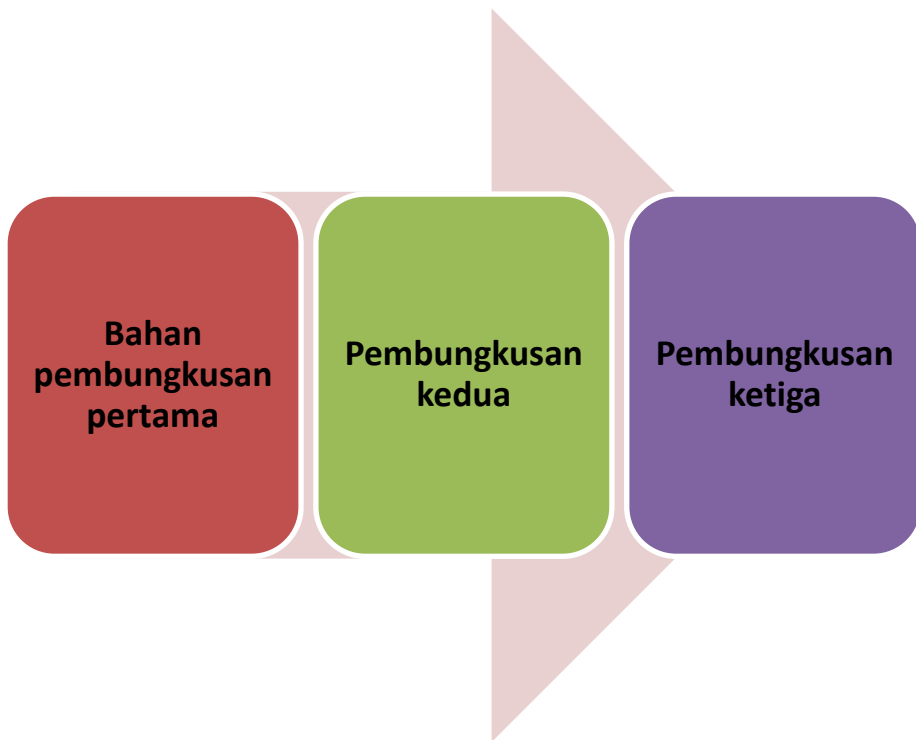 Bahan
pembungkusan
pertama
Pembungkusan
kedua
Pembungkusan
ketiga